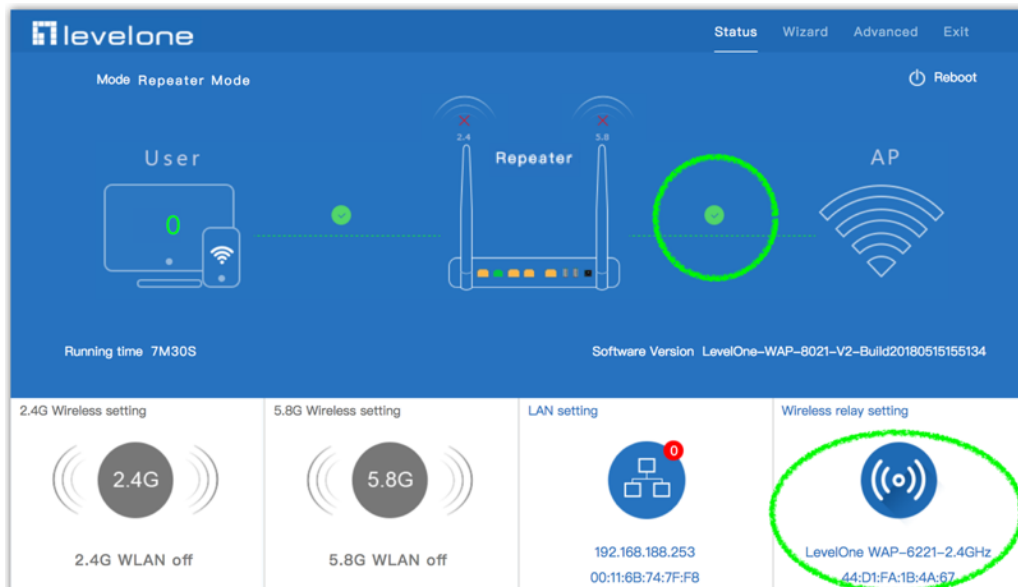 levelone
Status Wizard Advanced Exit
Mode Repeater Mode
Reboot
2.4
5.8
User
Repeater
AP
0
Running time 7M30S
Software Version LevelOne-WAP-8021-V2-Build20180515155134
2.4G Wireless setting
5.8G Wireless setting
LAN setting
Wireless relay setting
2.4G
5.8G
0
2.4G WLAN off
5.8G WLAN off
192.168.188.253
00:11:6B:74:7F:F8
LevelOne WAP-6221-2.4GHz
44:D1:FA:1B:4A:67